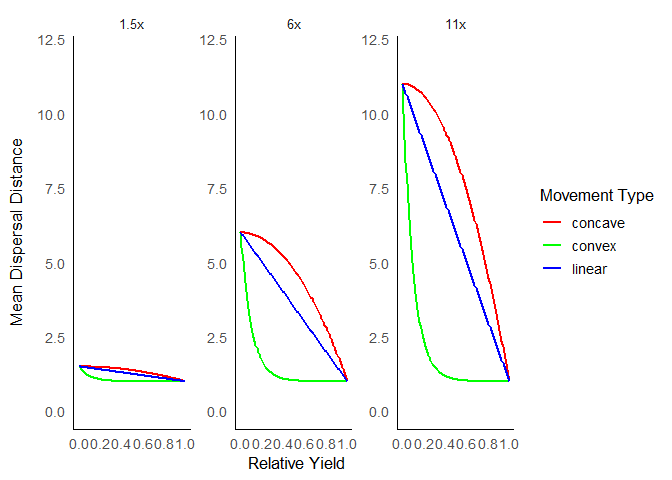 1.5x
6x
11x
12.5
10.0
7.5
5.0
2.5
0.0
12.5
10.0
7.5
5.0
2.5
0.0
12.5
10.0
7.5
5.0
2.5
0.0
0.00.20.40.60.81.0
0.00.20.40.60.81.0
0.00.20.40.60.81.0
Mean Dispersal Distance
Relative Yield
Movement Type
concave
convex
linear